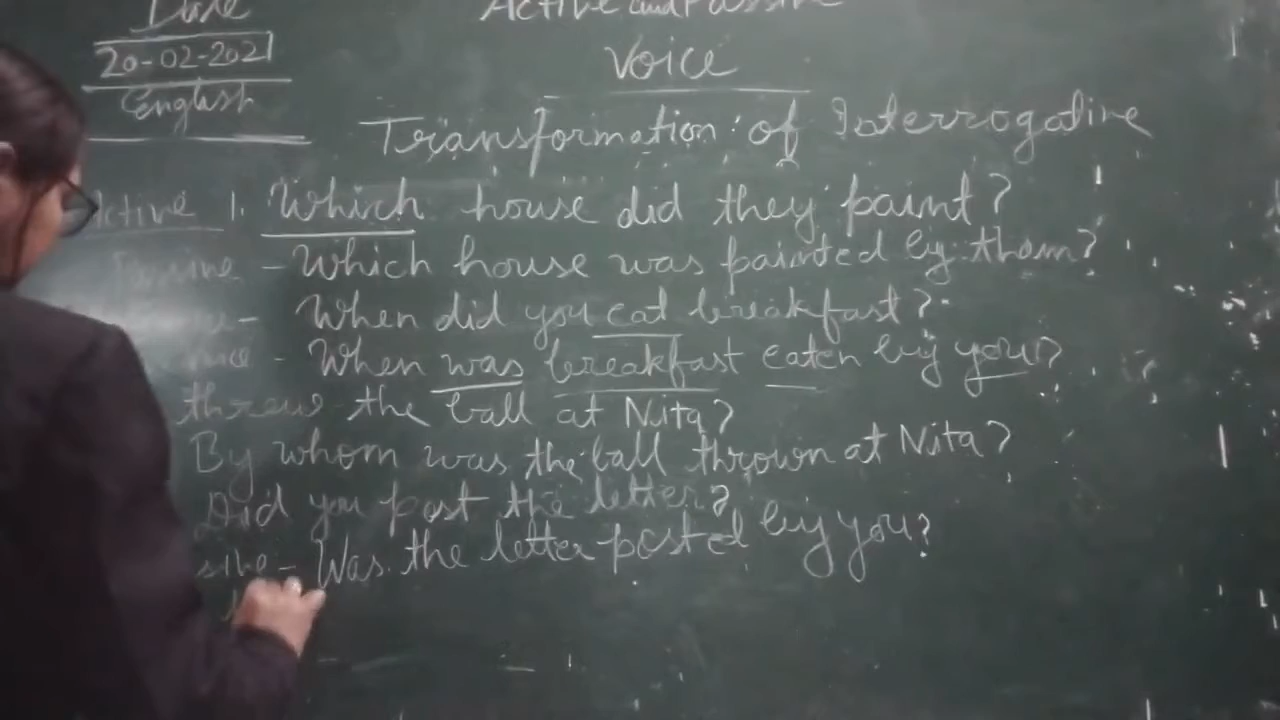 Date
Active and Passive
20-02-2021
Voice
English
Transformation of Interrogative
Active 1. Which house did they paint?
- Which house was painted by them?
- When did you eat breakfast?
- When was breakfast eaten by you?
threw the ball at Nita?
By whom was the ball thrown at Nita?
Did you post the letter?
sive - Was the letter posted by you?